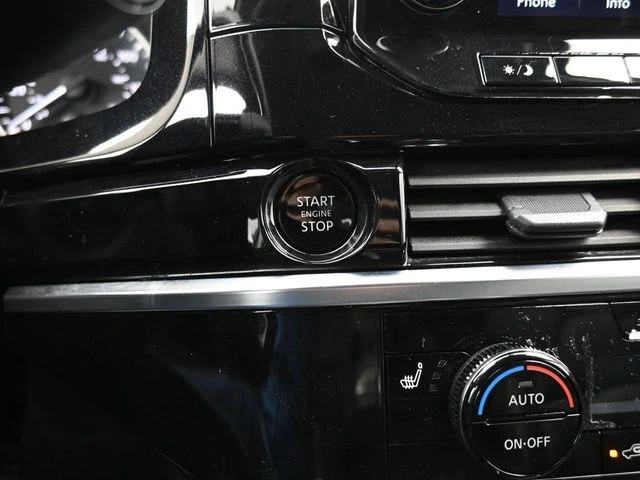 Phone Info
START
ENGINE
STOP
AUTO
ON·OFF